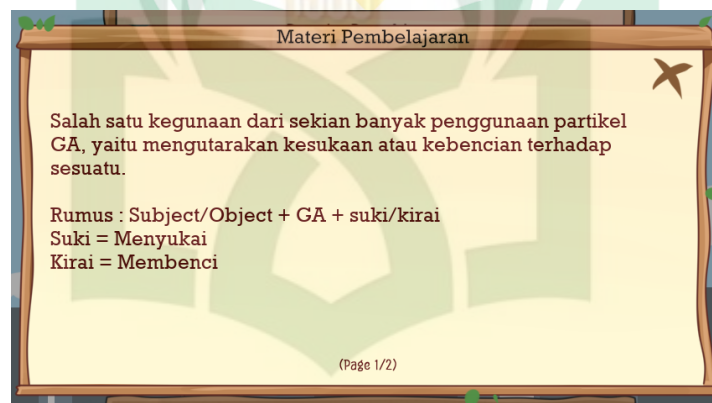 Materi Pembelajaran
Salah satu kegunaan dari sekian banyak penggunaan partikel
GA, yaitu mengutarakan kesukaan atau kebencian terhadap
sesuatu.
Rumus : Subject/Object + GA + suki/kirai
Suki = Menyukai
Kirai = Membenci
(Page 1/2)